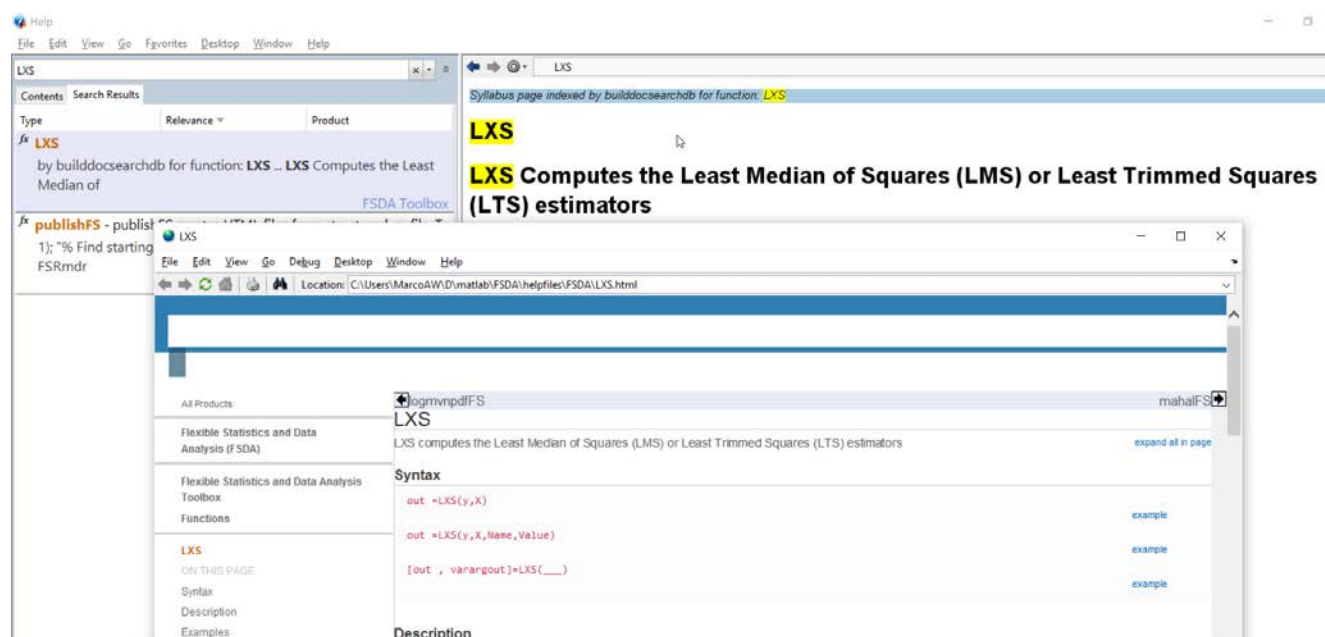 Help
File Edit View Go Favorites Desktop Window Help
LXS
LXS
Contents Search Results
Syllabus page indexed by builddocsearchdb for function: LXS
Type Relevance Product
fx LXS
LXS
by builddocsearchdb for function: LXS ... LXS Computes the Least
Median of
FSDA Toolbox
LXS Computes the Least Median of Squares (LMS) or Least Trimmed Squares
(LTS) estimators
fx publishFS - publish
1); "% Find starting
FSRmdr
LXS
File Edit View Go Debug Desktop Window Help
Location: C:\Users\MarcoAW\D\matlab\FSDA\helpfiles\FSDA\LXS.html
All Products
Flexible Statistics and Data
Analysis (FSDA)
Flexible Statistics and Data Analysis
Toolbox
Functions
LXS
ON THIS PAGE
Syntax
Description
Examples
logmvnpdfFS mahalFS
LXS
LXS computes the Least Median of Squares (LMS) or Least Trimmed Squares (LTS) estimators expand all in page
Syntax
out =LXS(y,X)
example
out =LXS(y,X,Name,Value)
example
[out , varargout]=LXS(___)
example
Description